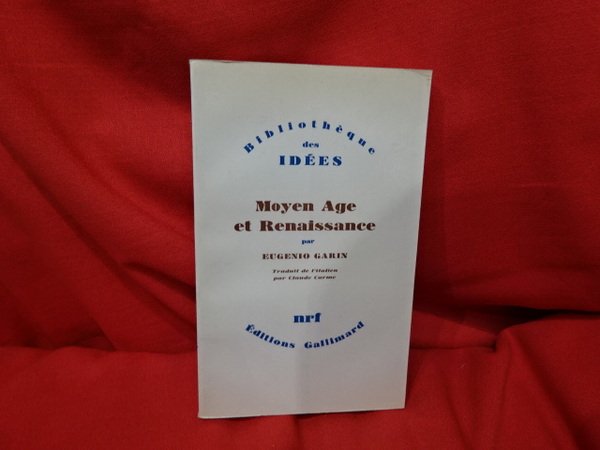 Bibliothèque
des
IDÉES
Moyen Age
et Renaissance
par
EUGENIO GARIN
Traduit de l'italien
par Claude Carme
nrf
Éditions Gallimard